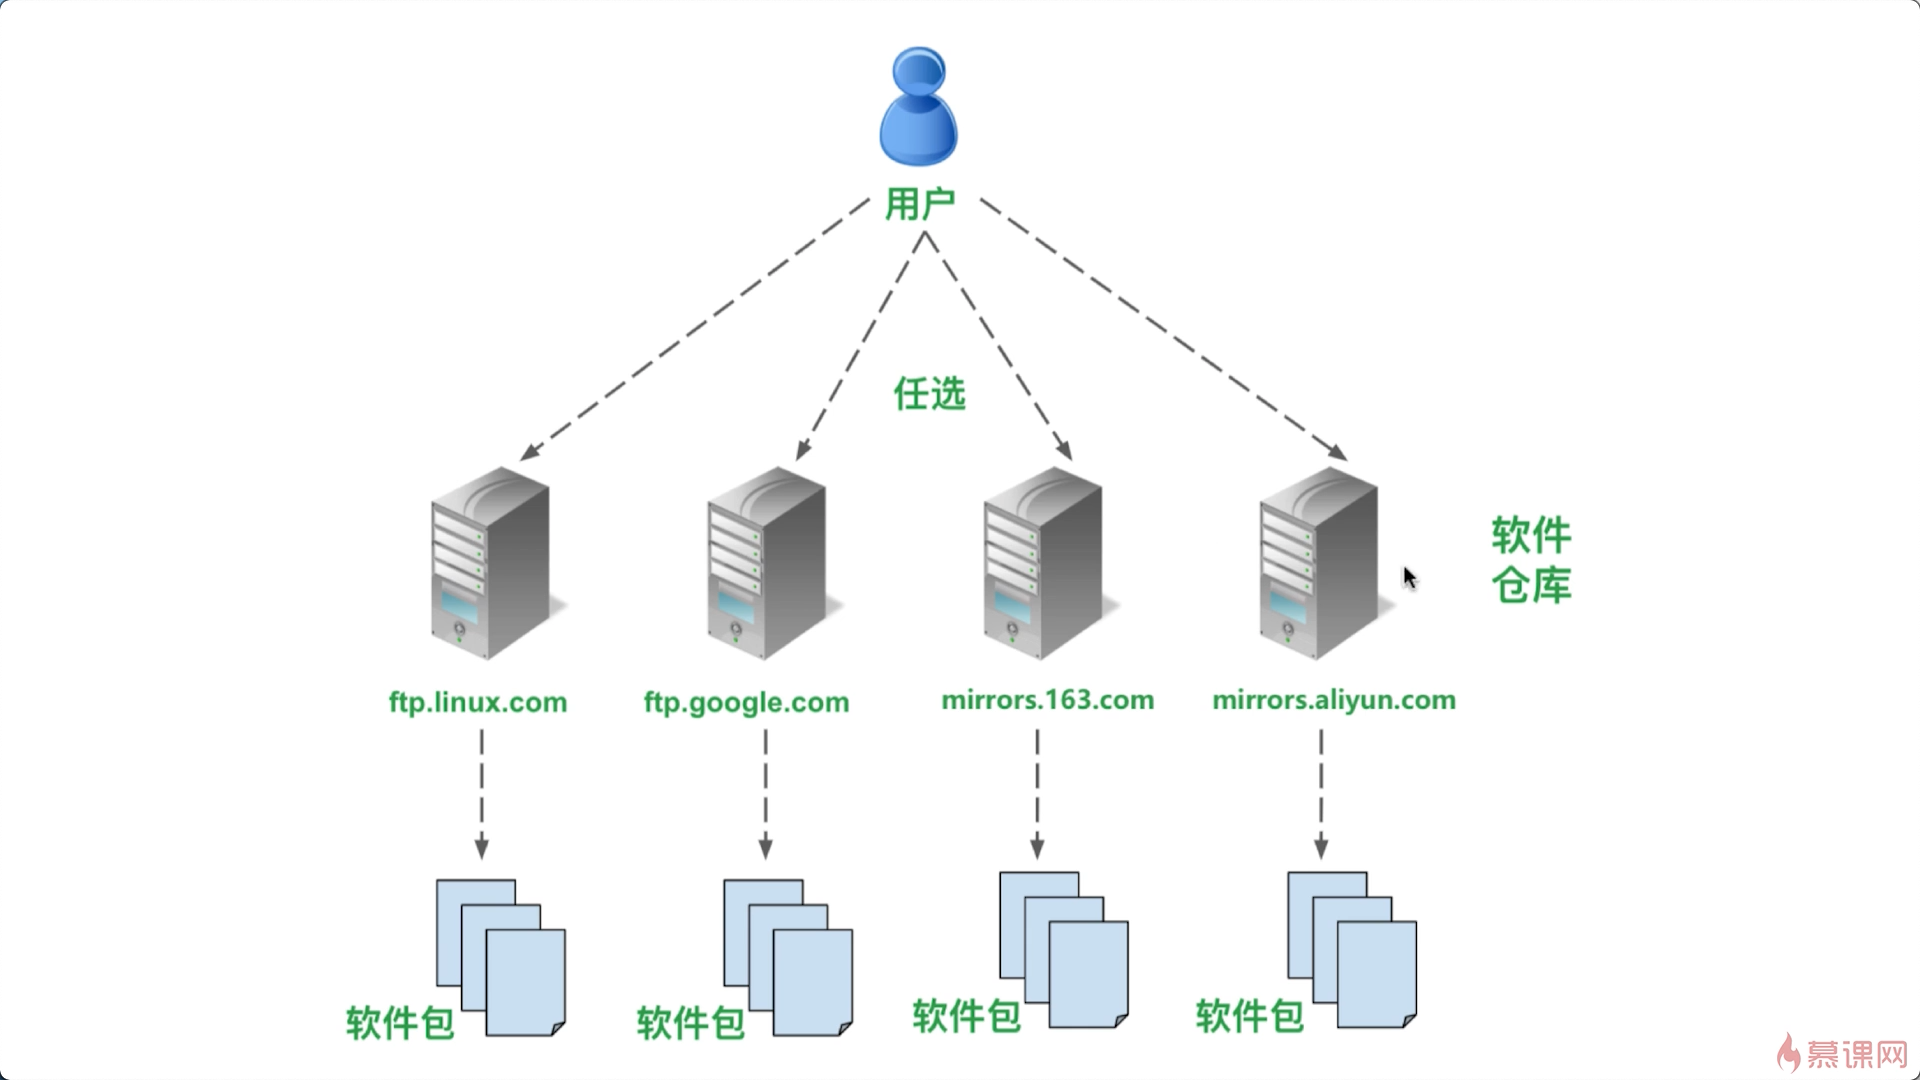 用户
任选
软件
仓库
ftp.linux.com
ftp.google.com
mirrors.163.com
mirrors.aliyun.com
软件包
软件包
软件包
软件包
慕课网